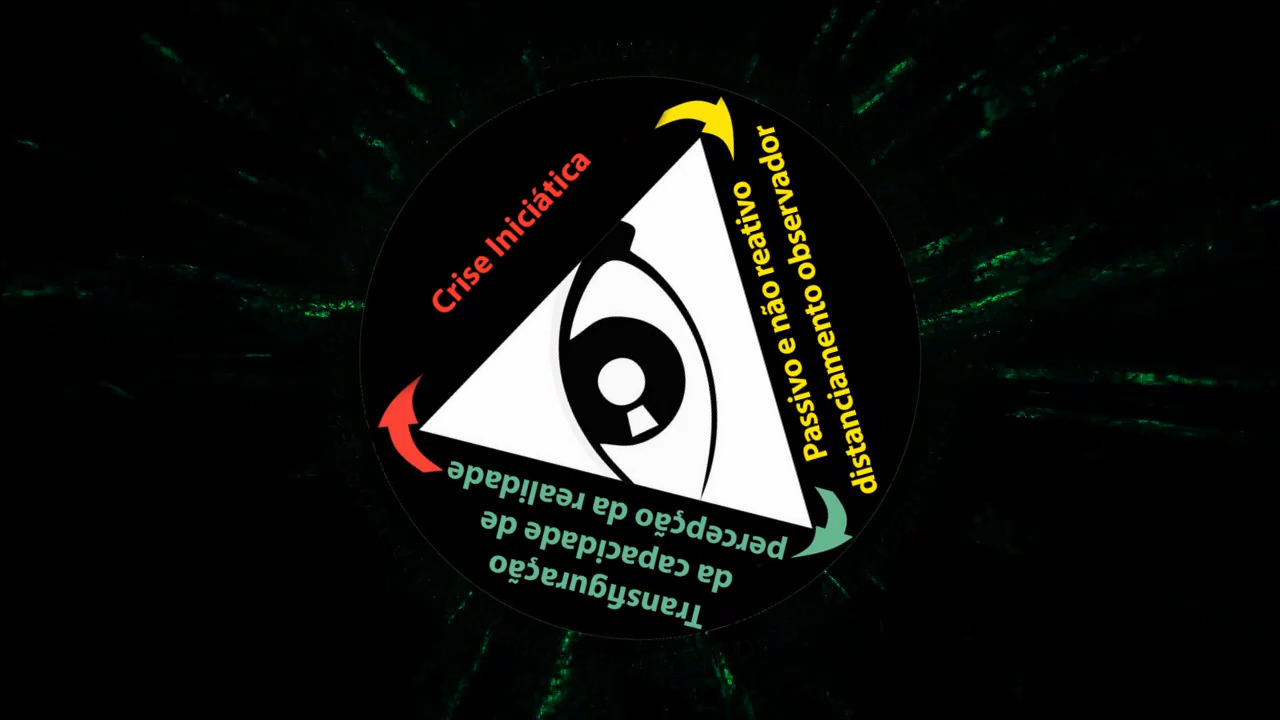 Crise Iniciática
Passivo e não reativo
distanciamento observador
Transfiguração
da capacidade de
percepção da realidade